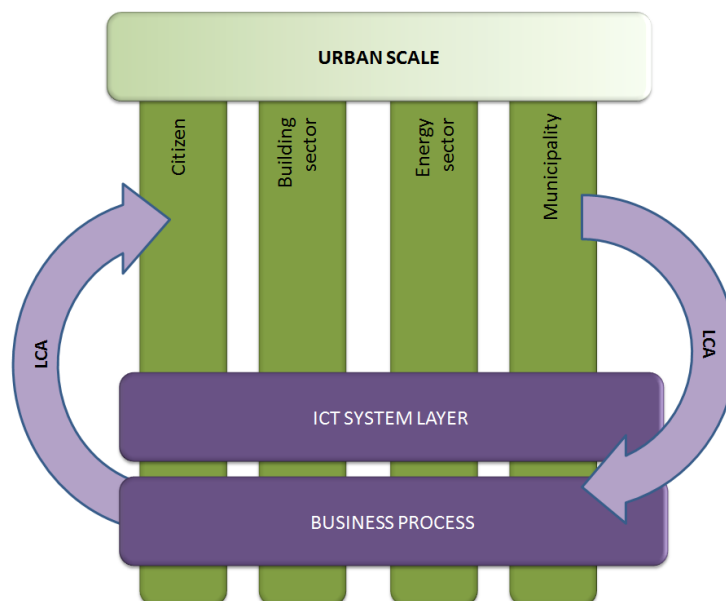 URBAN SCALE
Citizen
Building
sector
Energy
sector
Municipality
LCA
LCA
ICT SYSTEM LAYER
BUSINESS PROCESS